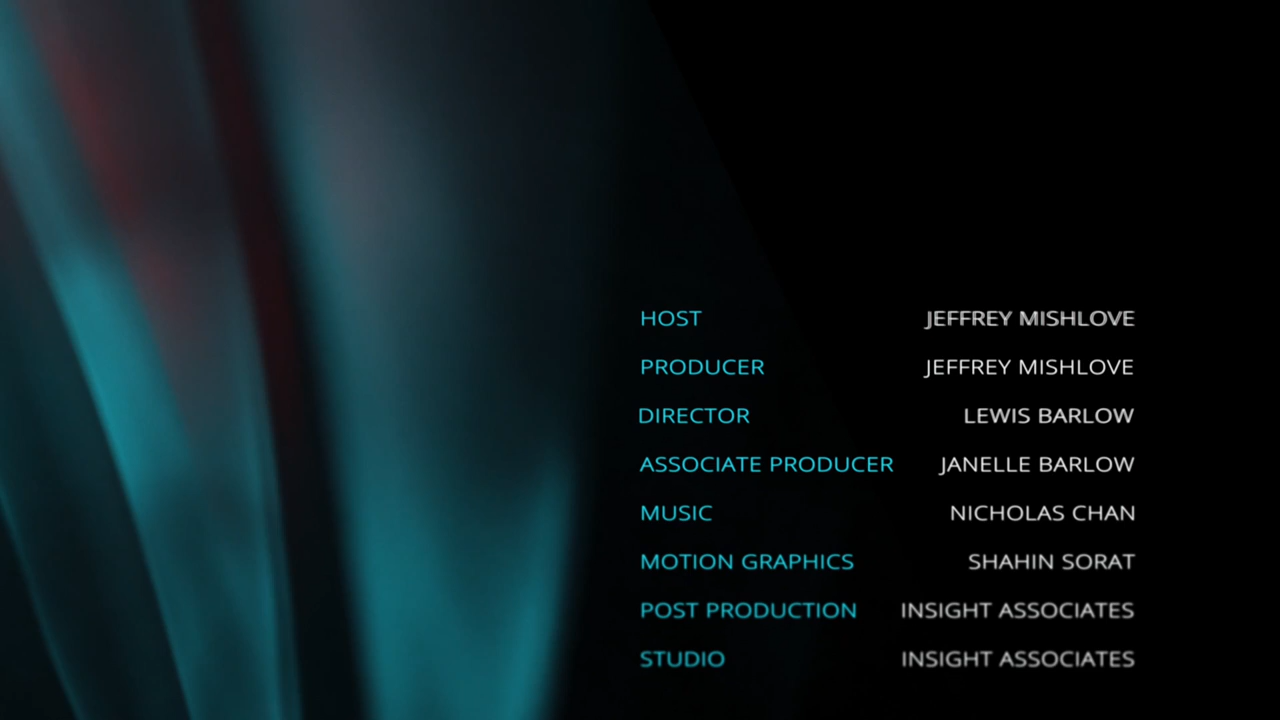 HOST JEFFREY MISHLOVE
PRODUCER JEFFREY MISHLOVE
DIRECTOR LEWIS BARLOW
ASSOCIATE PRODUCER JANELLE BARLOW
MUSIC NICHOLAS CHAN
MOTION GRAPHICS SHAHIN SORAT
POST PRODUCTION INSIGHT ASSOCIATES
STUDIO INSIGHT ASSOCIATES